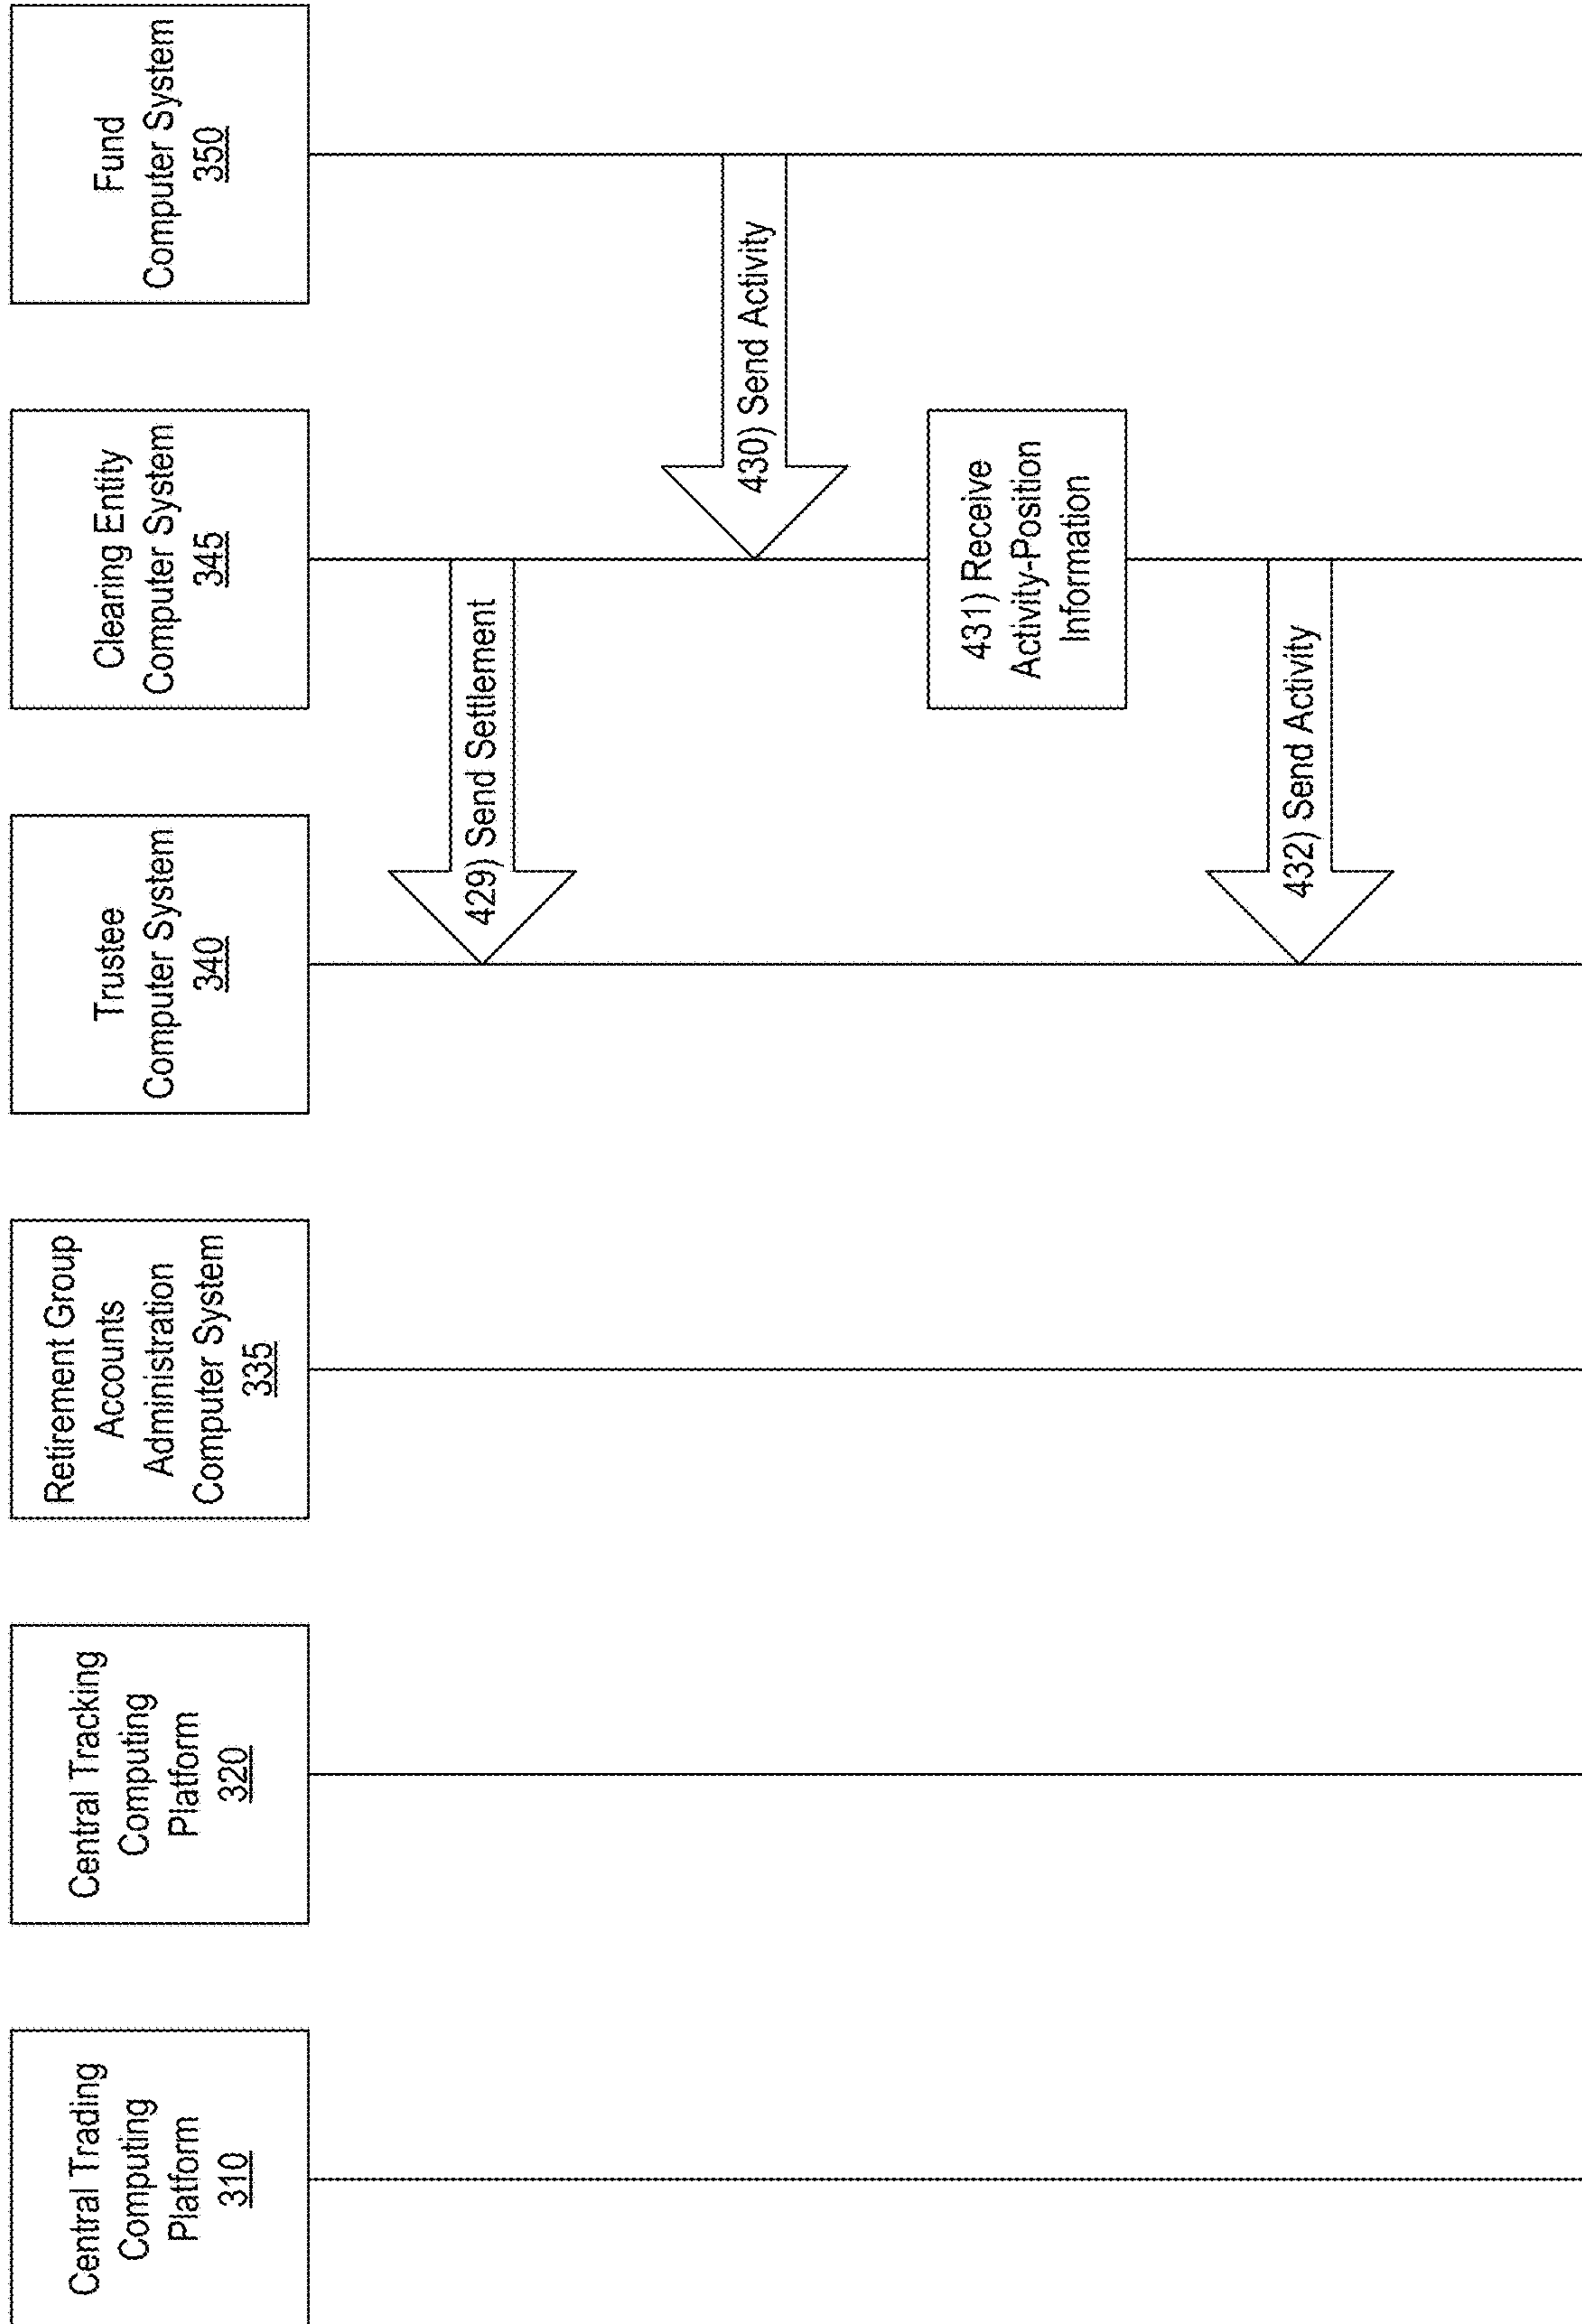 Central Trading
Computing
Platform
310
Central Tracking
Computing
Platform
320
Retirement Group
Accounts
Administration
Computer System
335
Trustee
Computer System
340
Clearing Entity
Computer System
345
Fund
Computer System
350
429) Send Settlement
430) Send Activity
431) Receive
Activity-Position
Information
432) Send Activity